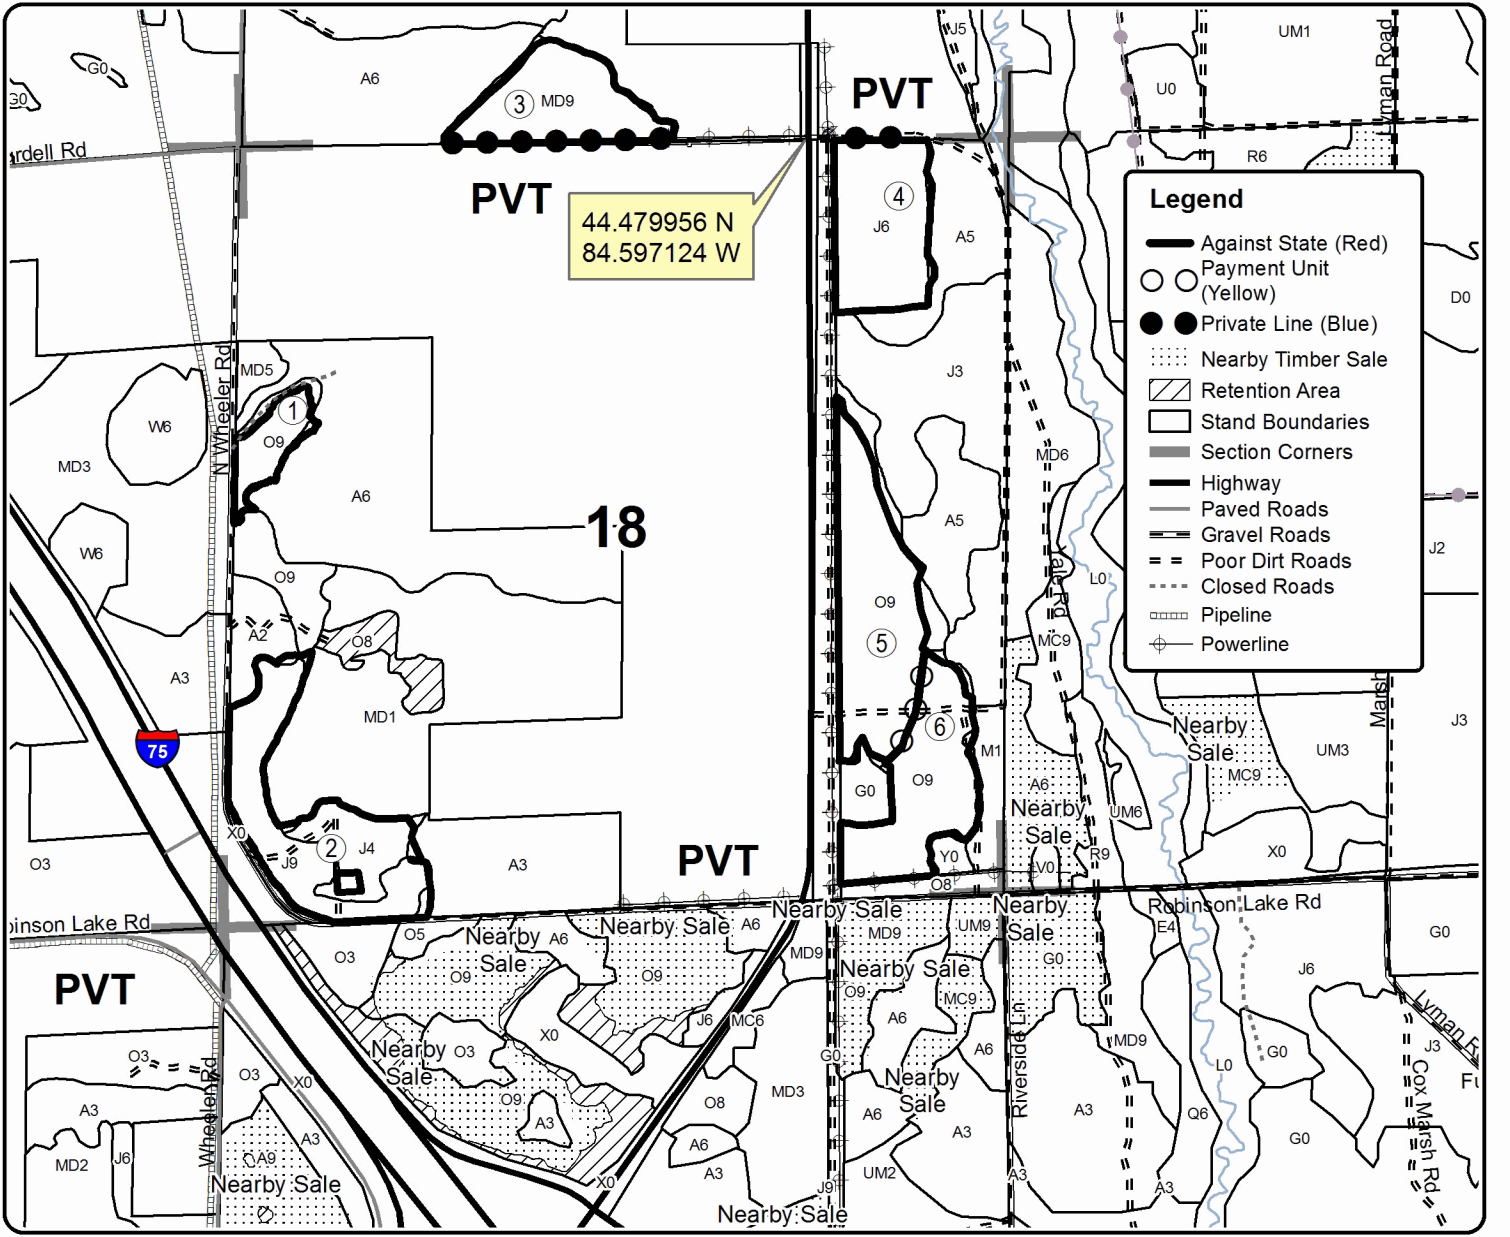 J5
UM1
Lyman Road
G0
A6
PVT
U0
G0
3
MD9
ardell Rd
R6
PVT
4
J6
A5
44.479956 N
84.597124 W
Legend
Against State (Red)
Payment Unit
(Yellow)
Private Line (Blue)
Nearby Timber Sale
Retention Area
Stand Boundaries
Section Corners
Highway
Paved Roads
Gravel Roads
Poor Dirt Roads
Closed Roads
Pipeline
Powerline
D0
MD5
J3
N Wheeler Rd
1
W6
O9
MD3
MD6
A6
18
A5
W6
J2
O9
Yale Rd
L0
O9
A2
O8
5
MC9
A3
MD1
6
Marsh
J3
Nearby
Sale
75
M1
UM3
MC9
G0
O9
A6
Nearby
Sale
UM6
X0
2
J9
J4
O3
A3
PVT
Y0
V0
R9
X0
O8
Robinson Lake Rd
binson Lake Rd
Nearby Sale
Nearby
Sale
O5
Nearby
Sale
A6
Nearby Sale
A6
MD9
UM9
E4
G0
O3
MD9
Nearby Sale
G0
J6
PVT
O9
O9
O9
MC9
A6
J6
MC6
Lyman R
X0
Nearby
Sale
O3
G0
A6
MD9
G0
J3
O3
Wheeler Rd
O3
X0
L0
Riverside Ln
Cox Marsh Rd
Nearby
Sale
MD3
O9
O8
A3
A3
A6
A3
Q6
G0
A3
A6
A3
MD2
J6
A9
A3
UM2
A3
A3
Nearby Sale
X0
J9
Nearby Sale